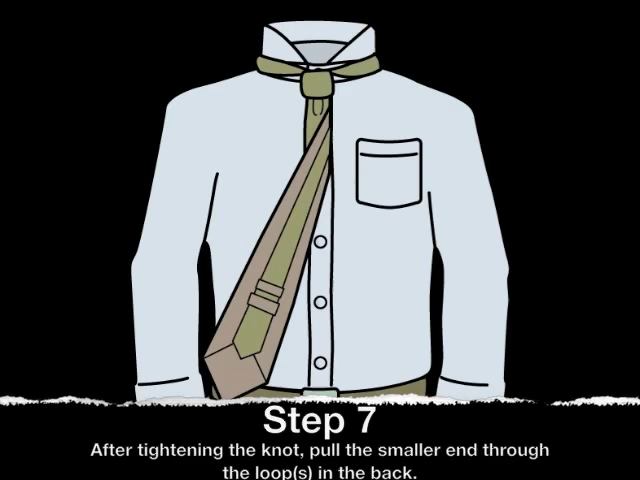 Step 7
After tightening the knot, pull the smaller end through
the loop(s) in the back.